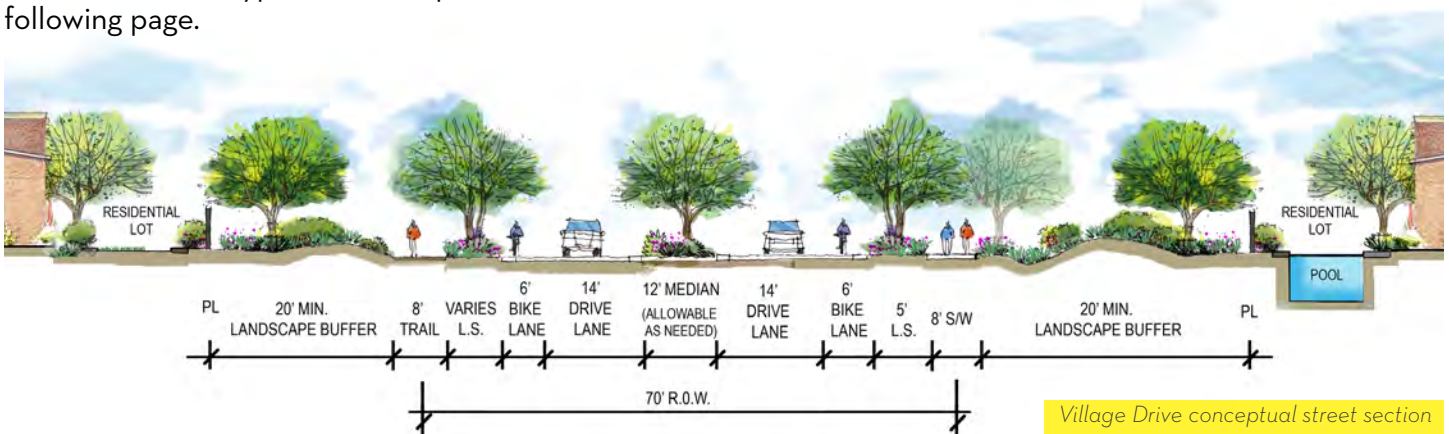 following page.
RESIDENTIAL
LOT
RESIDENTIAL
LOT
POOL
PL
20' MIN.
LANDSCAPE BUFFER
8'
TRAIL
VARIES
L.S.
6'
BIKE
LANE
14'
DRIVE
LANE
12' MEDIAN
(ALLOWABLE
AS NEEDED)
14'
DRIVE
LANE
6'
BIKE
LANE
5'
L.S.
8' S/W
20' MIN.
LANDSCAPE BUFFER
PL
70' R.O.W.
Village Drive conceptual street section